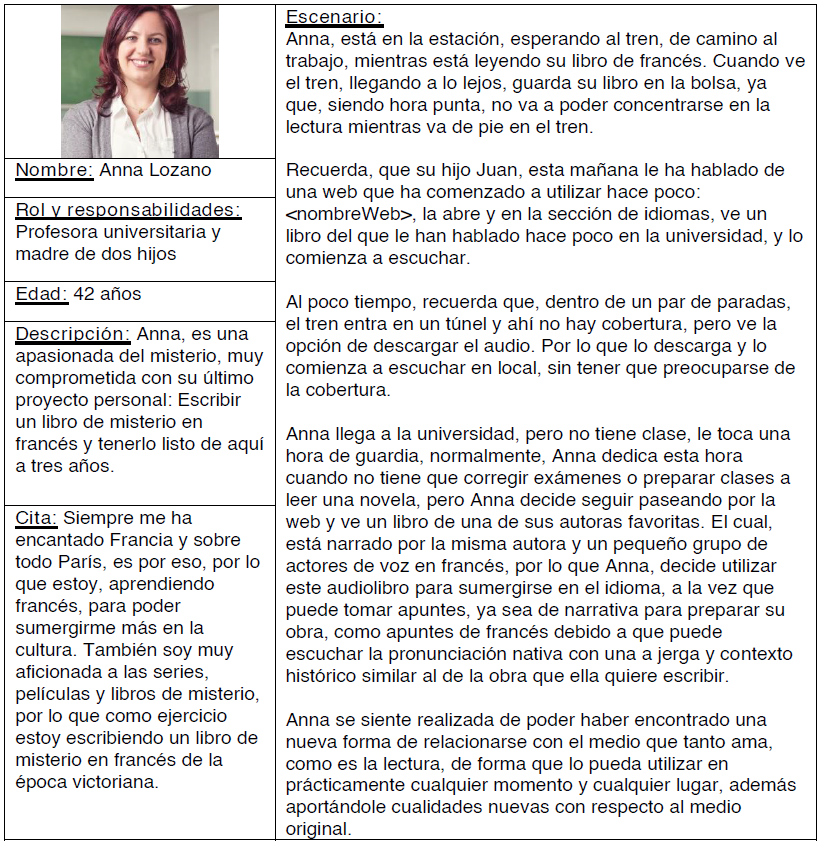 Nombre: Anna Lozano
Rol y responsabilidades:
Profesora universitaria y
madre de dos hijos
Edad: 42 años
Descripción: Anna, es una
apasionada del misterio, muy
comprometida con su último
proyecto personal: Escribir
un libro de misterio en
francés y tenerlo listo de aquí
a tres años.
Cita: Siempre me ha
encantado Francia y sobre
todo París, es por eso, por lo
que estoy, aprendiendo
francés, para poder
sumergirme más en la
cultura. También soy muy
aficionada a las series,
películas y libros de misterio,
por lo que como ejercicio
estoy escribiendo un libro de
misterio en francés de la
época victoriana.
Escenario:
Anna, está en la estación, esperando al tren, de camino al
trabajo, mientras está leyendo su libro de francés. Cuando ve
el tren, llegando a lo lejos, guarda su libro en la bolsa, ya
que, siendo hora punta, no va a poder concentrarse en la
lectura mientras va de pie en el tren.
Recuerda, que su hijo Juan, esta mañana le ha hablado de
una web que ha comenzado a utilizar hace poco:
<nombreWeb>, la abre y en la sección de idiomas, ve un
libro del que le han hablado hace poco en la universidad, y lo
comienza a escuchar.
Al poco tiempo, recuerda que, dentro de un par de paradas,
el tren entra en un túnel y ahí no hay cobertura, pero ve la
opción de descargar el audio. Por lo que lo descarga y lo
comienza a escuchar en local, sin tener que preocuparse de
la cobertura.
Anna llega a la universidad, pero no tiene clase, le toca una
hora de guardia, normalmente, Anna dedica esta hora
cuando no tiene que corregir exámenes o preparar clases a
leer una novela, pero Anna decide seguir paseando por la
web y ve un libro de una de sus autoras favoritas. El cual,
está narrado por la misma autora y un pequeño grupo de
actores de voz en francés, por lo que Anna, decide utilizar
este audiolibro para sumergirse en el idioma, a la vez que
puede tomar apuntes, ya sea de narrativa para preparar su
obra, como apuntes de francés debido a que puede
escuchar la pronunciación nativa con una a jerga y contexto
histórico similar al de la obra que ella quiere escribir.
Anna se siente realizada de poder haber encontrado una
nueva forma de relacionarse con el medio que tanto ama,
como es la lectura, de forma que lo pueda utilizar en
prácticamente cualquier momento y cualquier lugar, además
aportándole cualidades nuevas con respecto al medio
original.